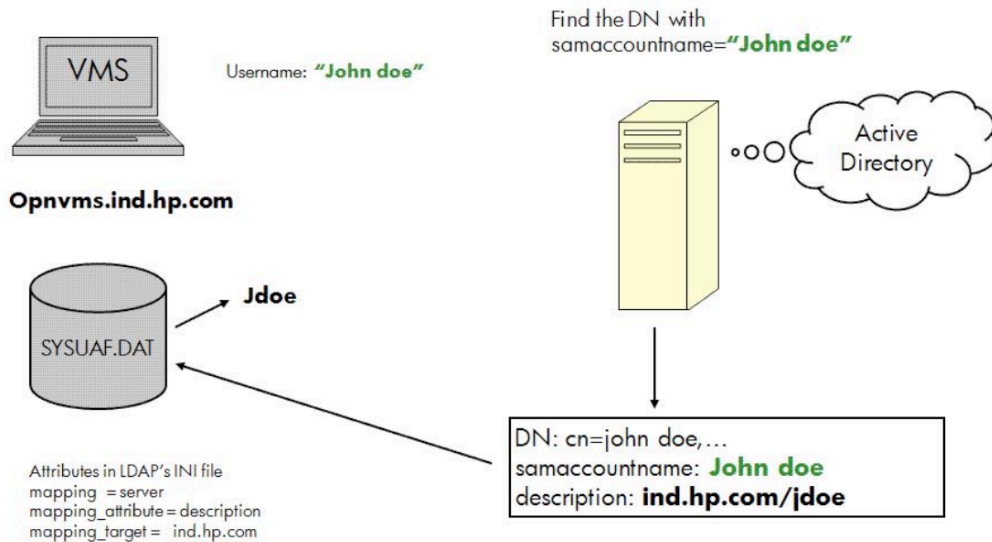 VMS
Username: “John doe”
Opnvms.ind.hp.com
Find the DN with
samaccountname=“John doe”
Active
Directory
Jdoe
SYSUAF.DAT
DN: cn=john doe,...
samaccountname: John doe
description: ind.hp.com/jdoe
Attributes in LDAP’s INI file
mapping = server
mapping_attribute = description
mapping_target = ind.hp.com